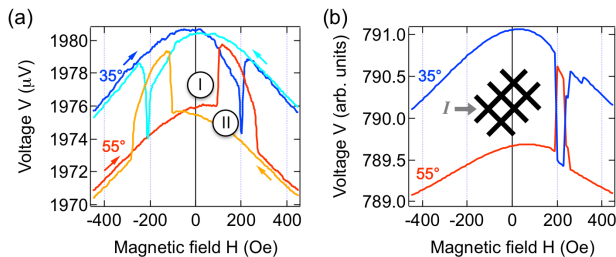 (a)
Voltage V (μV)
1980
1978
1976
1974
1972
1970
35°
55°
I
II
-400 -200 0 200 400
Magnetic field H (Oe)
(b)
Voltage V (arb. units)
791.0
790.5
790.0
789.5
789.0
35°
I
55°
-400 -200 0 200 400
Magnetic field H (Oe)